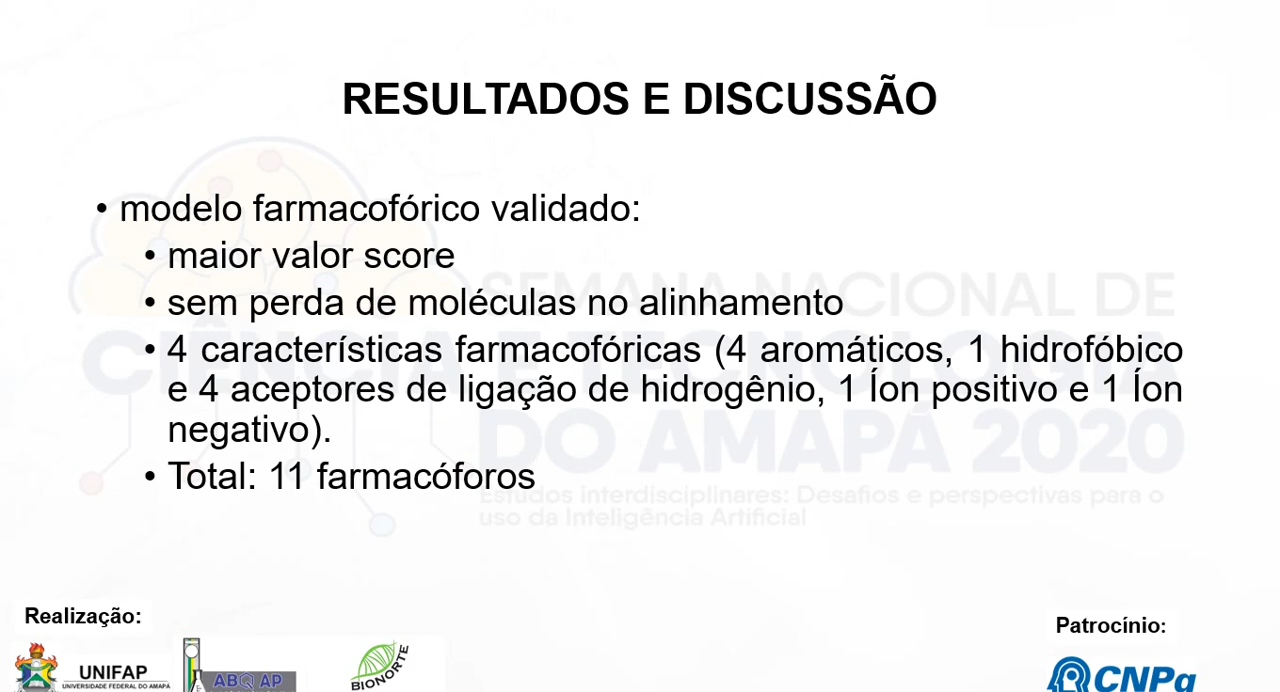 RESULTADOS E DISCUSSÃO
• modelo farmacofórico validado:
• maior valor score
• sem perda de moléculas no alinhamento
• 4 características farmacofóricas (4 aromáticos, 1 hidrofóbico
e 4 aceptores de ligação de hidrogênio, 1 Íon positivo e 1 Íon
negativo).
• Total: 11 farmacóforos
SEMANA NACIONAL DE
CIÊNCIA E TECNOLOGIA
DO AMAPÁ 2020
Estudos interdisciplinares: Desafios e perspectivas para o
uso da Inteligência Artificial
Realização:
UNIFAP
UNIVERSIDADE FEDERAL DO AMAPÁ
ABQ AP
BIONORTE
Patrocínio:
CNPq